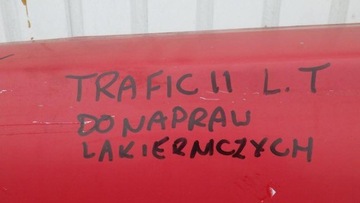 TRAFIC II L.T
DO NAPRAW
LAKIERNICZYCH